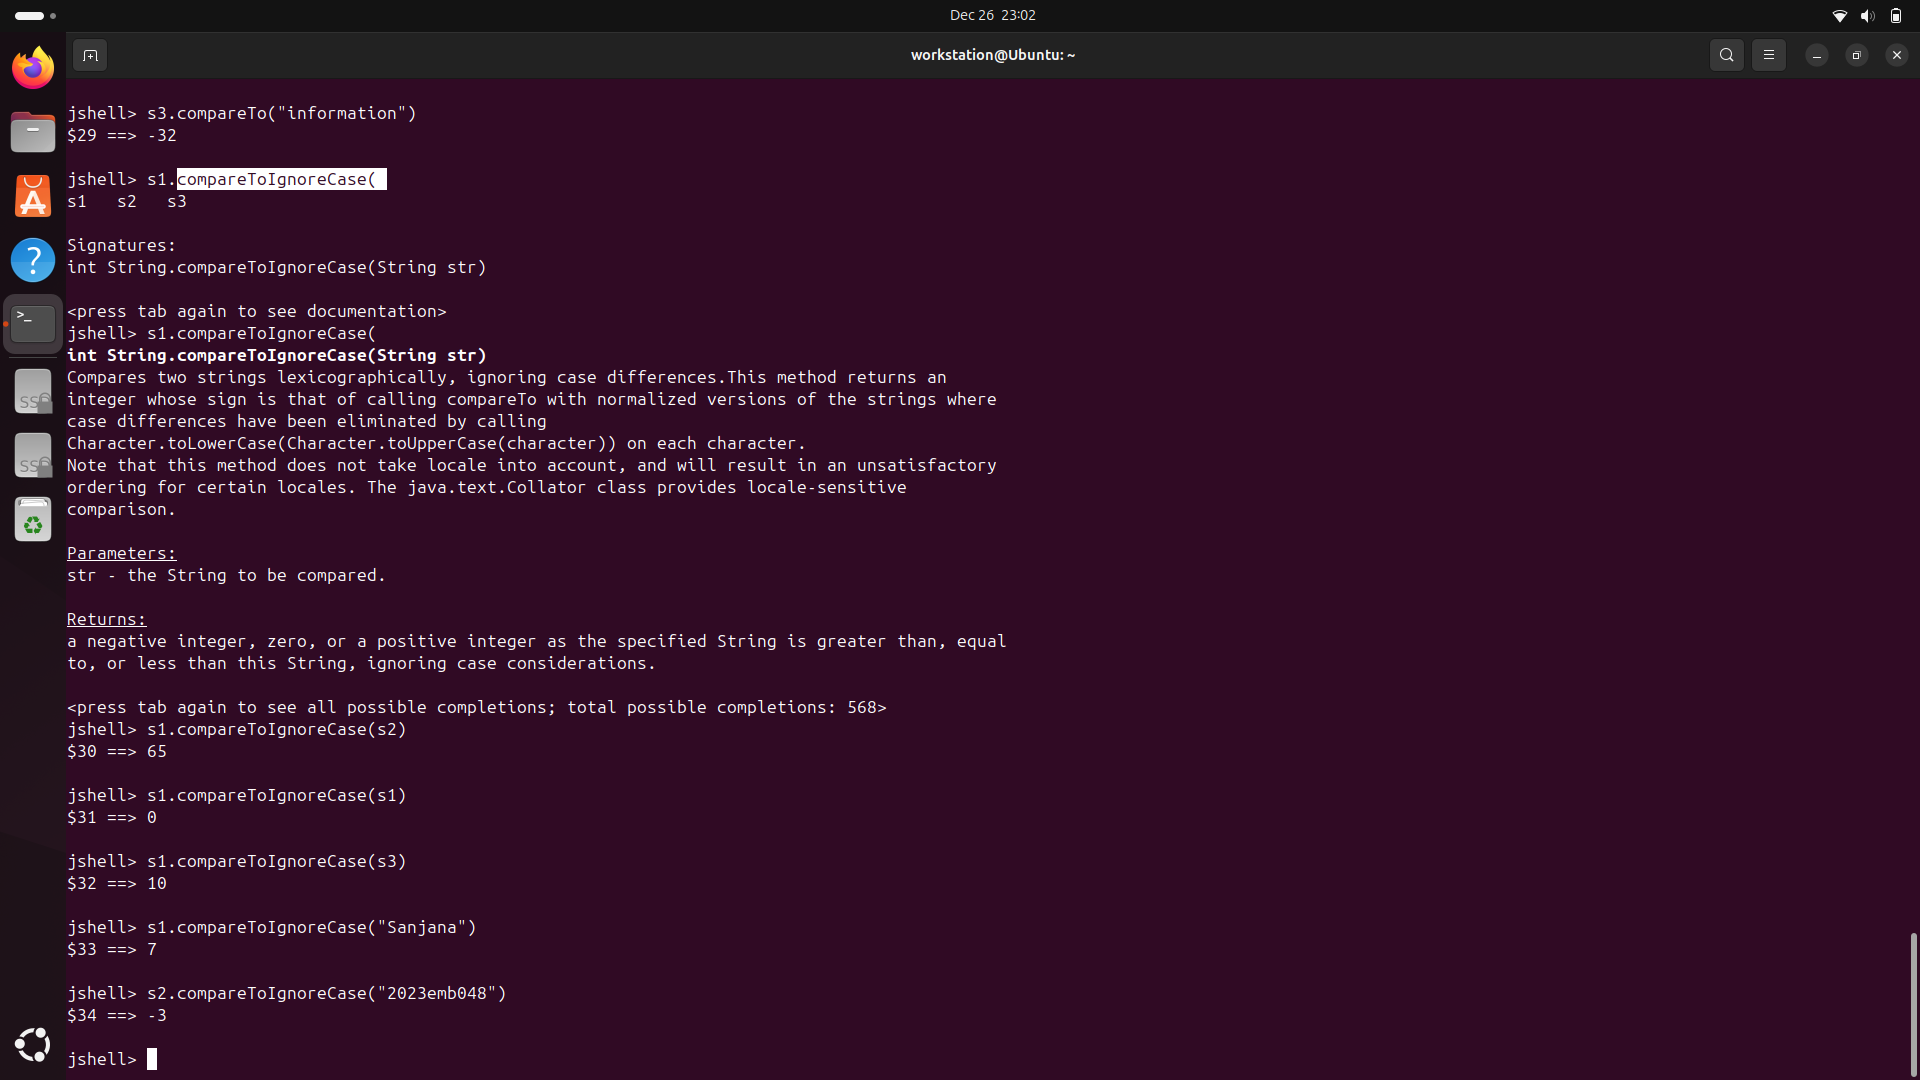 Dec 26 23:02
workstation@Ubuntu: ~
jshell> s3.compareTo("information")
$29 ==> -32
jshell> s1.compareToIgnoreCase(
s1   s2   s3
Signatures:
int String.compareToIgnoreCase(String str)
<press tab again to see documentation>
jshell> s1.compareToIgnoreCase(
int String.compareToIgnoreCase(String str)
Compares two strings lexicographically, ignoring case differences.This method returns an
integer whose sign is that of calling compareTo with normalized versions of the strings where
case differences have been eliminated by calling
Character.toLowerCase(Character.toUpperCase(character)) on each character.
Note that this method does not take locale into account, and will result in an unsatisfactory
ordering for certain locales. The java.text.Collator class provides locale-sensitive
comparison.
Parameters:
str - the String to be compared.
Returns:
a negative integer, zero, or a positive integer as the specified String is greater than, equal
to, or less than this String, ignoring case considerations.
<press tab again to see all possible completions; total possible completions: 568>
jshell> s1.compareToIgnoreCase(s2)
$30 ==> 65
jshell> s1.compareToIgnoreCase(s1)
$31 ==> 0
jshell> s1.compareToIgnoreCase(s3)
$32 ==> 10
jshell> s1.compareToIgnoreCase("Sanjana")
$33 ==> 7
jshell> s2.compareToIgnoreCase("2023emb048")
$34 ==> -3
jshell>